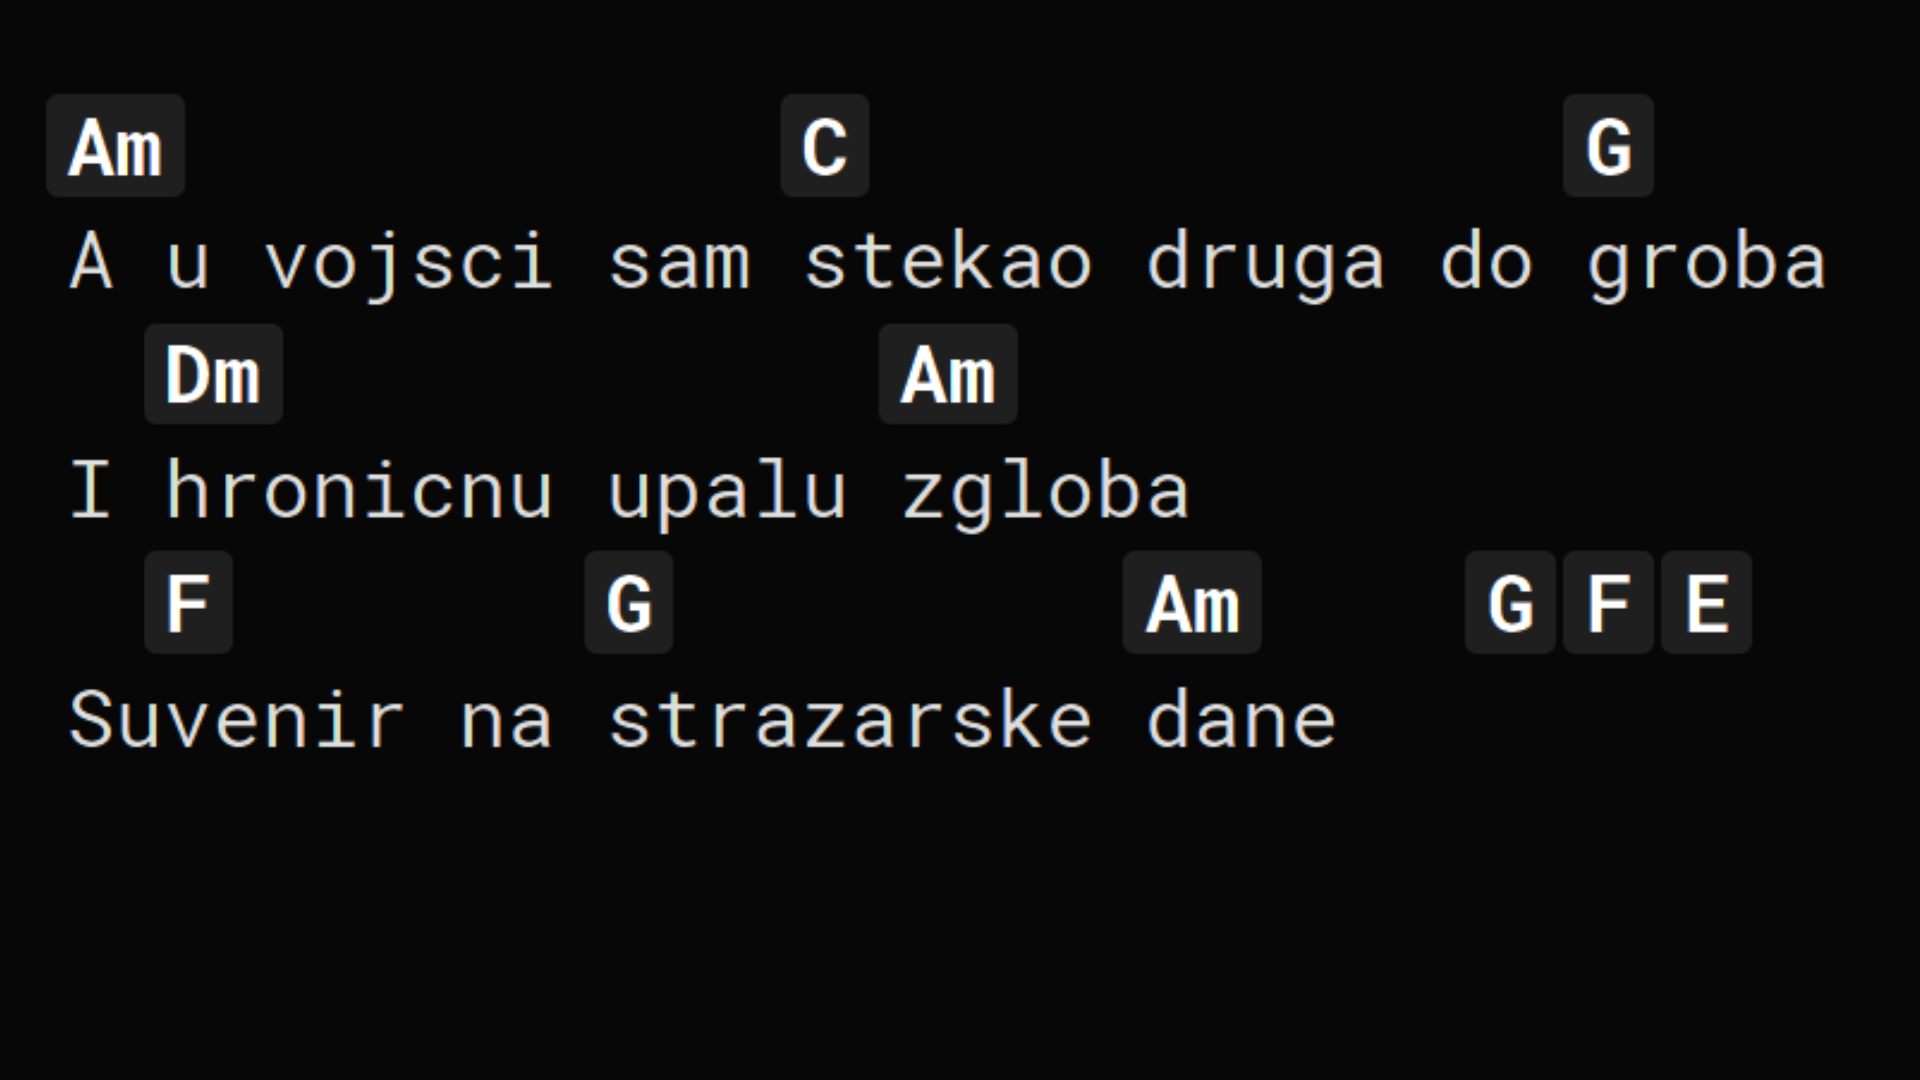 Am C G
A u vojsci sam stekao druga do groba
Dm Am
I hronicnu upalu zgloba
F G Am G F E
Suvenir na strazarske dane